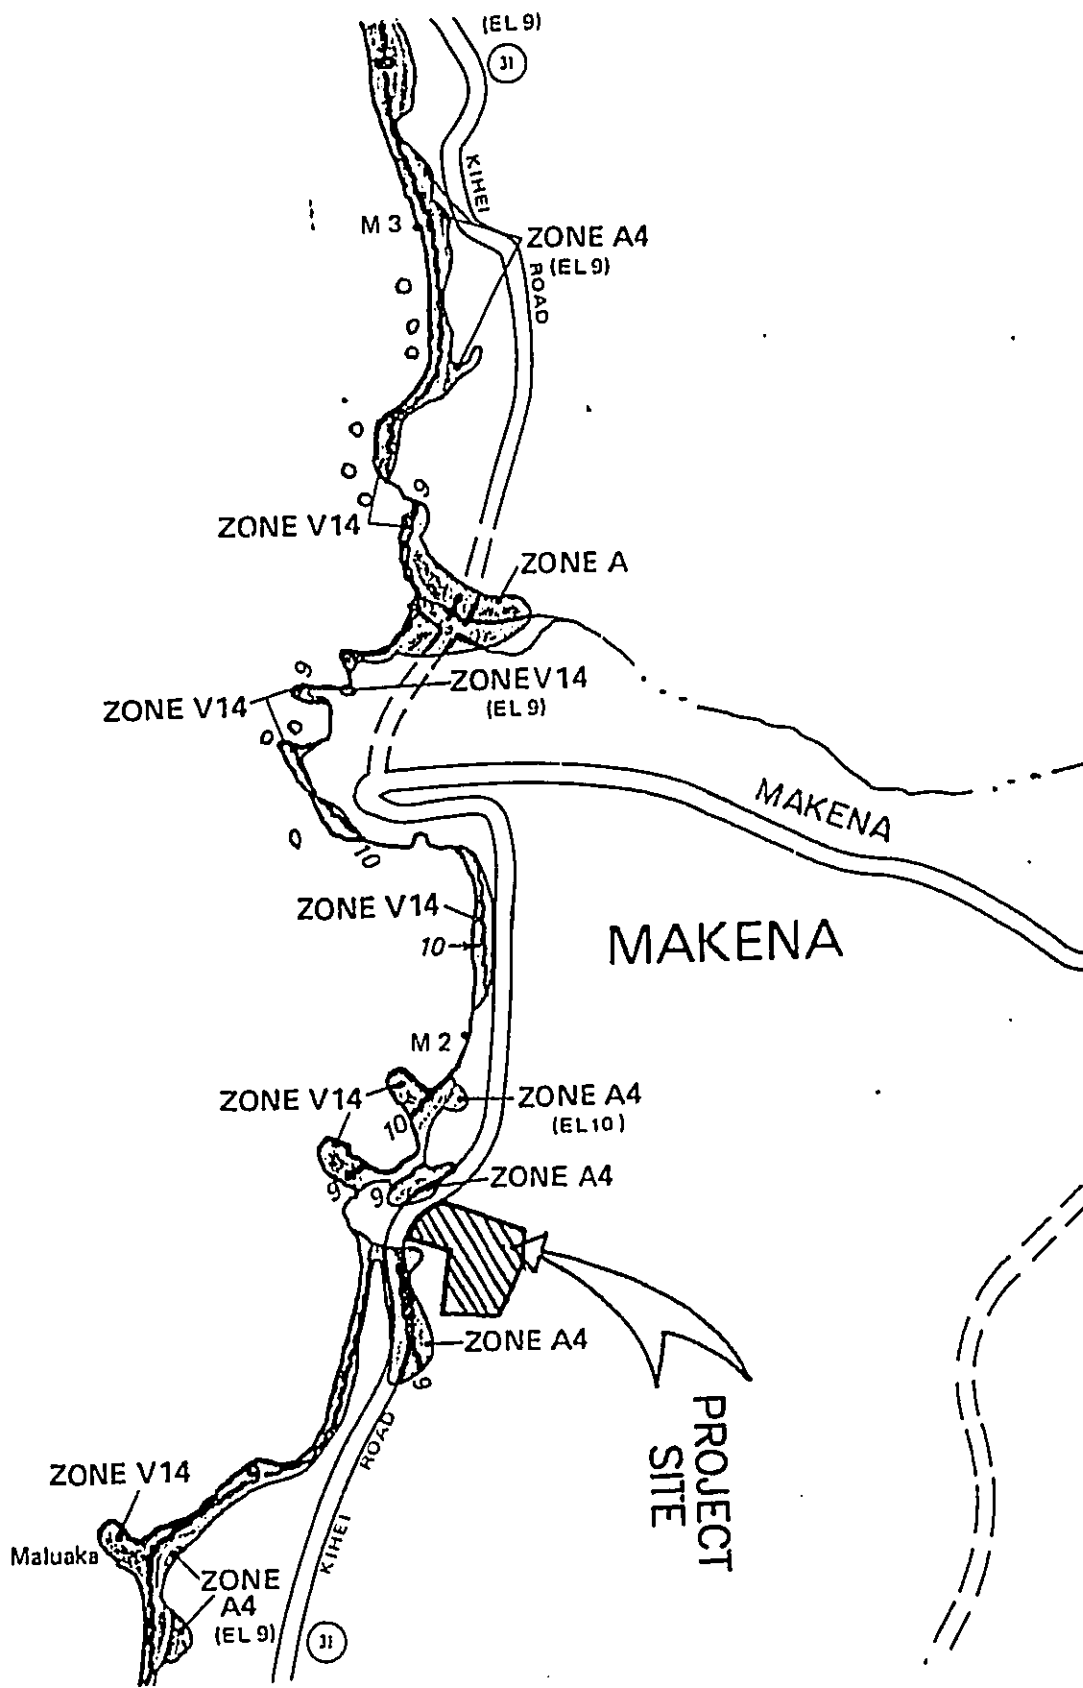 (EL 9)
31
KIHEI
ROAD
M 3
ZONE A4
(EL 9)
9
ZONE V14
ZONE A
9
ZONE V14
ZONE V14
(EL 9)
MAKENA
10
ZONE V14
10
MAKENA
M 2
ZONE V14
10
ZONE A4
(EL 10)
9
9
ZONE A4
ZONE A4
9
PROJECT
SITE
ROAD
KIHEI
9
ZONE V14
Maluaka
ZONE
A4
(EL 9)
31